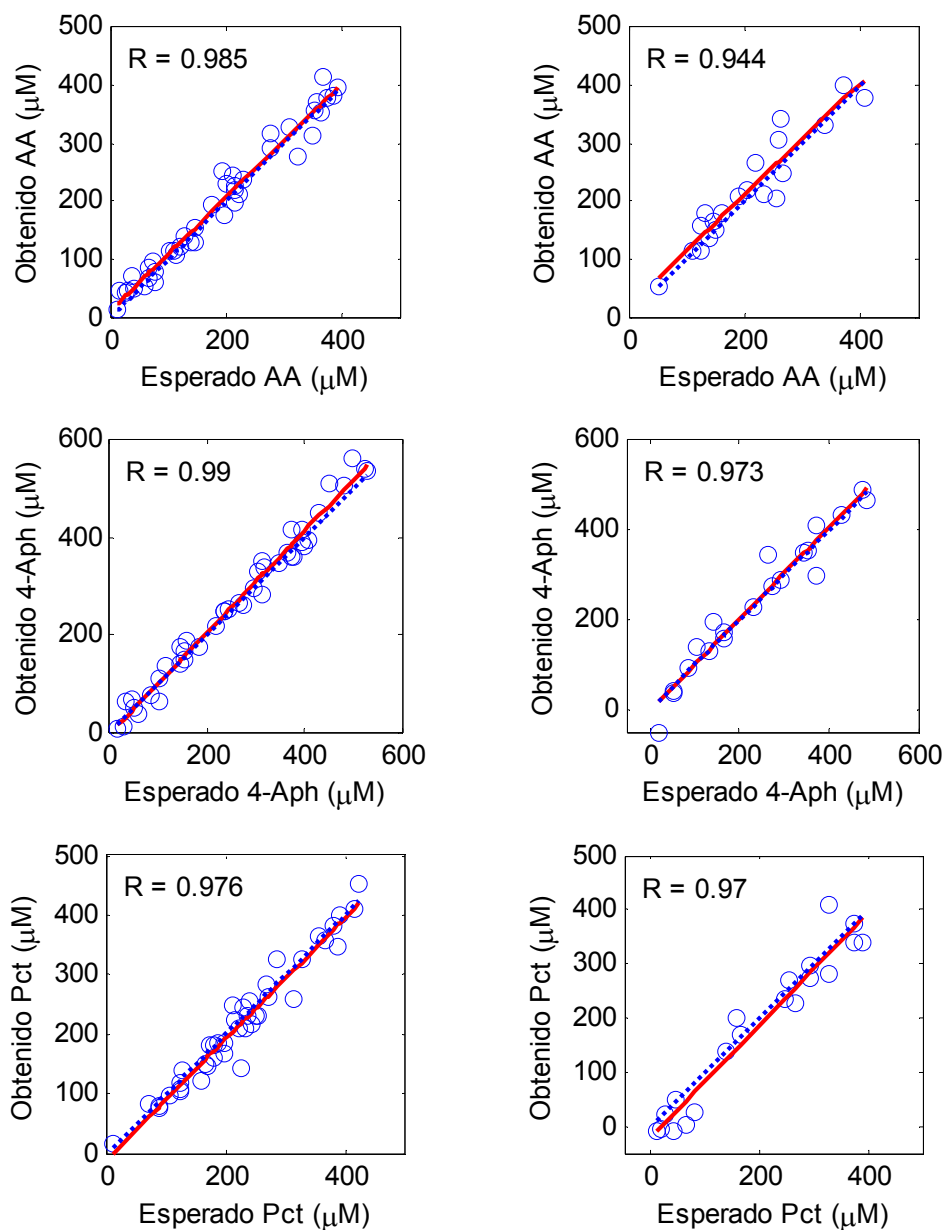 500
400
300
200
100
0
R = 0.985
Obtenido AA (μM)
0 200 400
Esperado AA (μM)
500
400
300
200
100
0
R = 0.944
Obtenido AA (μM)
0 200 400
Esperado AA (μM)
600
400
200
0
R = 0.99
Obtenido 4-Aph (μM)
0 200 400 600
Esperado 4-Aph (μM)
600
400
200
0
R = 0.973
Obtenido 4-Aph (μM)
0 200 400 600
Esperado 4-Aph (μM)
500
400
300
200
100
0
R = 0.976
Obtenido Pct (μM)
0 200 400
Esperado Pct (μM)
500
400
300
200
100
0
R = 0.97
Obtenido Pct (μM)
0 200 400
Esperado Pct (μM)